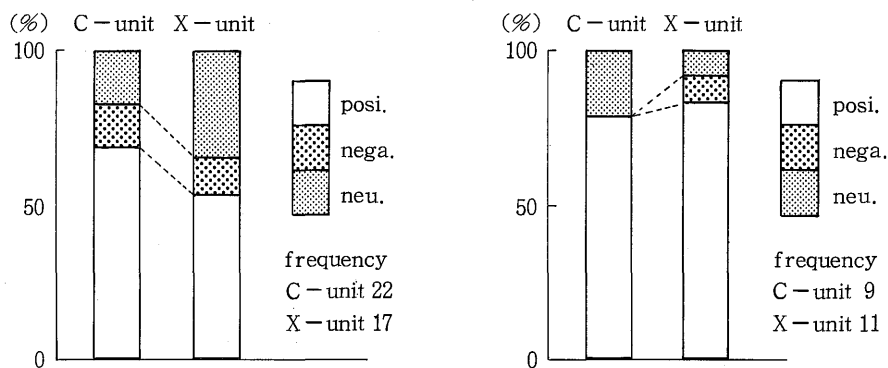 (%) C－unit X－unit
100
50
0
posi.
nega.
neu.
frequency
C－unit 22
X－unit 17
(%) C－unit X－unit
100
50
0
posi.
nega.
neu.
frequency
C－unit 9
X－unit 11